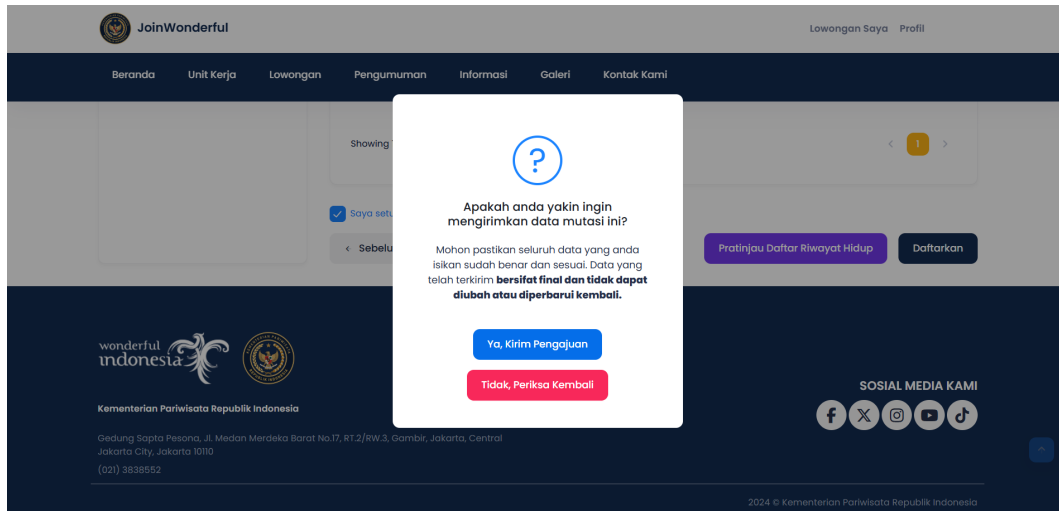 JoinWonderful
Lowongan Saya Profil
Beranda Unit Kerja Lowongan Pengumuman Informasi Galeri Kontak Kami
Showing
< 1 >
?
Apakah anda yakin ingin
mengirimkan data mutasi ini?
Mohon pastikan seluruh data yang anda
isikan sudah benar dan sesuai. Data yang
telah terkirim bersifat final dan tidak dapat
diubah atau diperbarui kembali.
Ya, Kirim Pengajuan
Tidak, Periksa Kembali
Saya setu
< Sebelu
Pratinjau Daftar Riwayat Hidup
Daftarkan
wonderful
indonesia
Kementerian Pariwisata Republik Indonesia
Gedung Sapta Pesona, Jl. Medan Merdeka Barat No.17, RT.2/RW.3, Gambir, Jakarta, Central
Jakarta City, Jakarta 10110
(021) 3838552
SOSIAL MEDIA KAMI
2024 © Kementerian Pariwisata Republik Indonesia